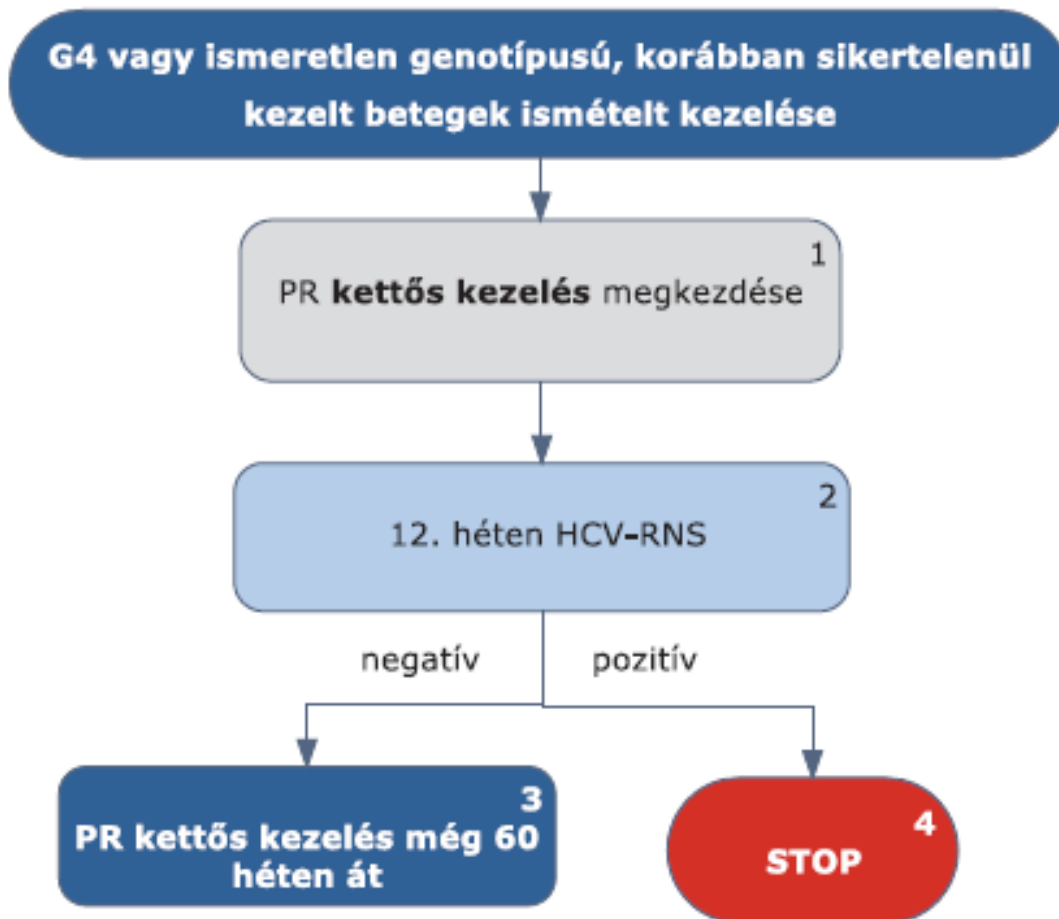 G4 vagy ismeretlen genotípusú, korábban sikertelenül
kezelt betegek ismételt kezelése
1
PR kettős kezelés megkezdése
2
12. héten HCV-RNS
negatív
pozitív
3
PR kettős kezelés még 60
héten át
4
STOP